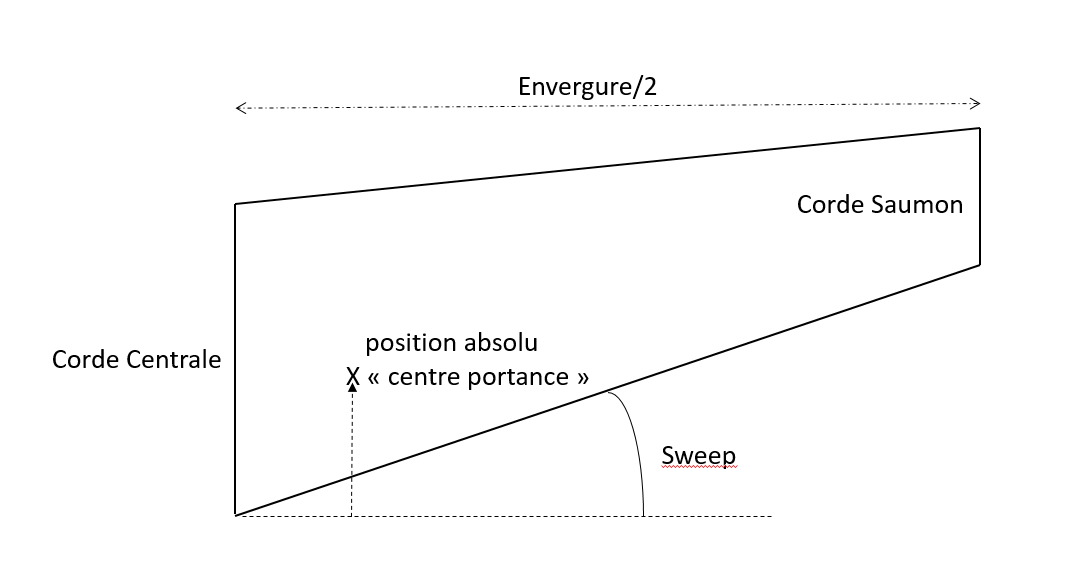 Envergure/2
Corde Saumon
position absolu
Corde Centrale
X « centre portance »
Sweep